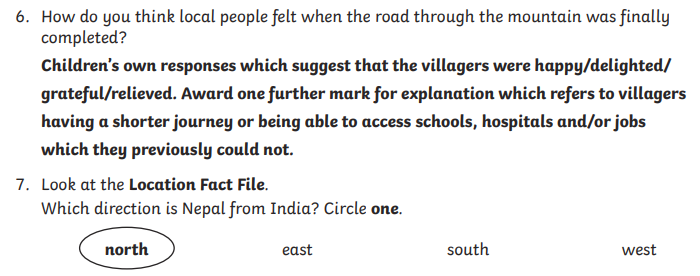 6. How do you think local people felt when the road through the mountain was finally
completed?
Children's own responses which suggest that the villagers were happy/delighted/
grateful/relieved. Award one further mark for explanation which refers to villagers
having a shorter journey or being able to access schools, hospitals and/or jobs
which they previously could not.
7. Look at the Location Fact File.
Which direction is Nepal from India? Circle one.
north east south west